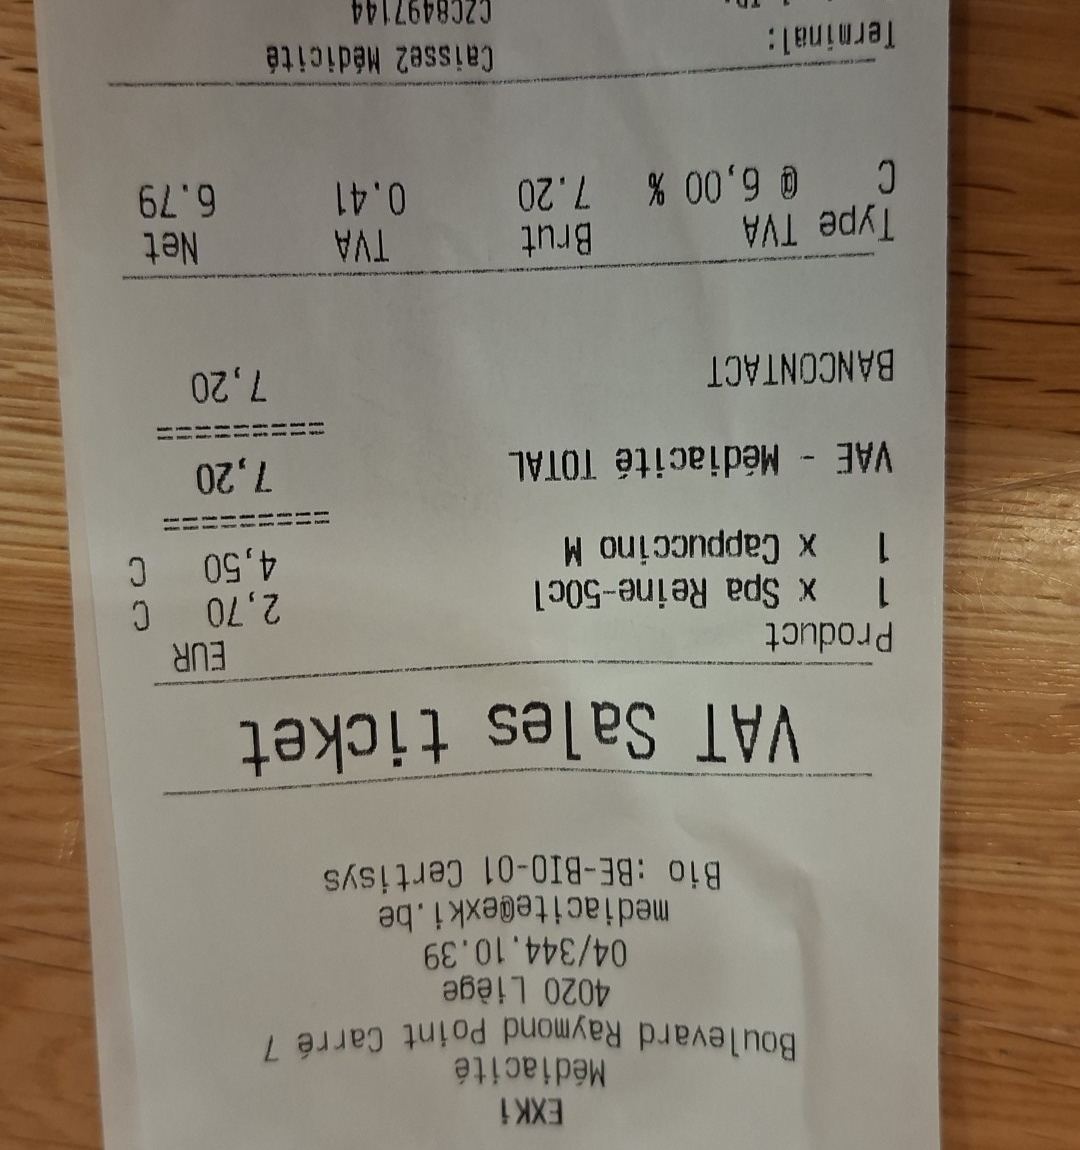 EXKi
Médiacité
Boulevard Raymond Point Carré 7
4020 Liège
04/344.10.39
mediacite@exki.be
Bio :BE-BIO-01 Certisys
VAT Sales ticket
Product EUR
1 x Spa Reine-50cl 2,70 C
1 x Cappuccino M 4,50 C
==========
VAE - Médiacité TOTAL 7,20
==========
BANCONTACT 7,20
Type TVA Brut TVA Net
C @ 6,00 % 7.20 0.41 6.79
Terminal: Caisse2 Médicité
CZC8497144